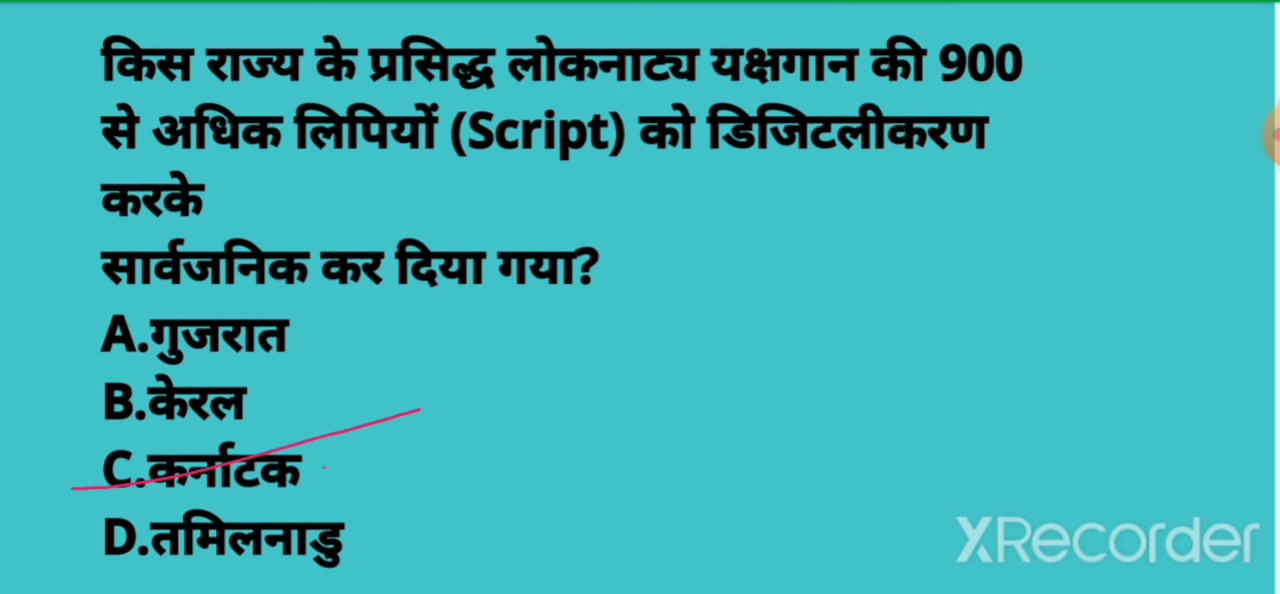 किस राज्य के प्रसिद्ध लोकनाट्य यक्षगान की 900
से अधिक लिपियों (Script) को डिजिटलीकरण
करके
सार्वजनिक कर दिया गया?
A.गुजरात
B.केरल
C.कर्नाटक
D.तमिलनाडु
XRecorder